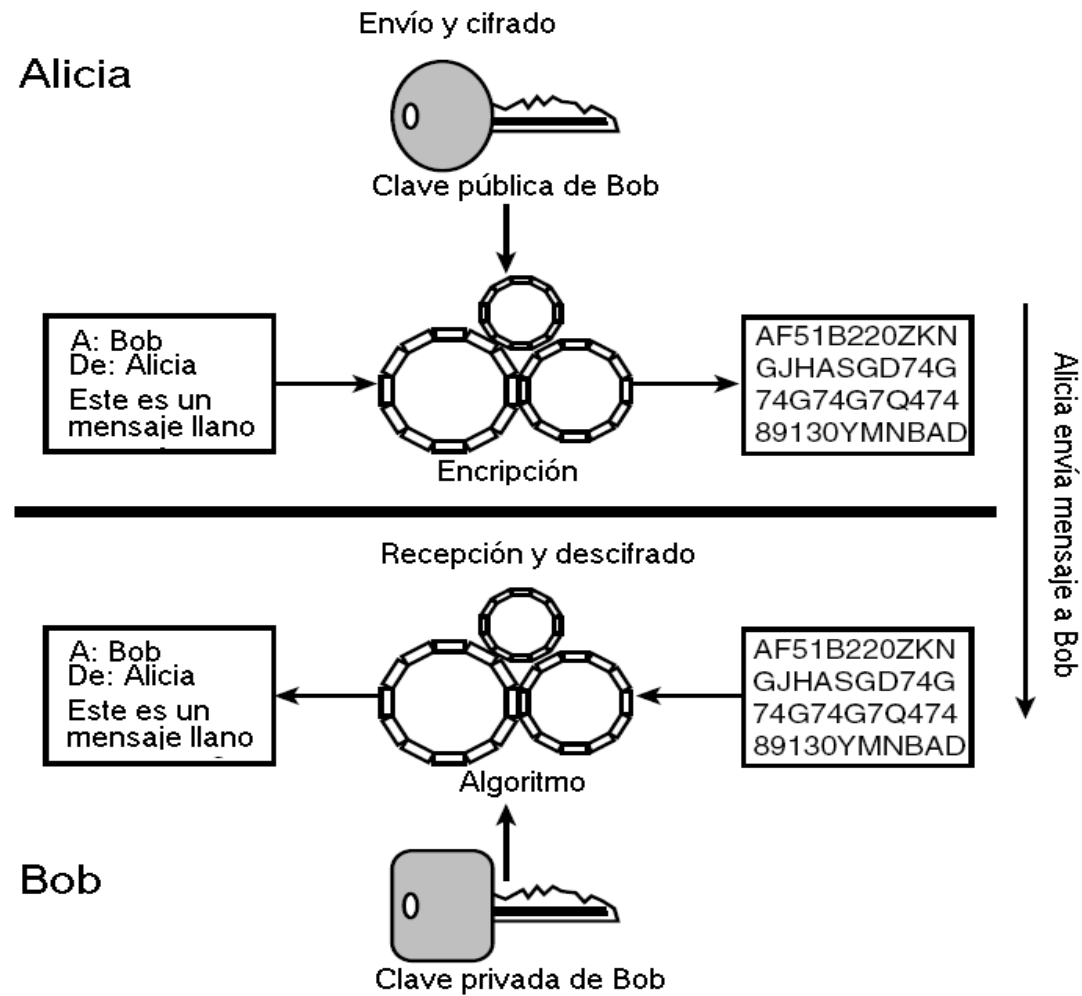 Envío y cifrado
Alicia
Clave pública de Bob
A: Bob
De: Alicia
Este es un
mensaje llano
AF51B220ZKN
GJHASGD74G
74G74G7Q474
89130YMNBAD
Encripción
Alicia envía mensaje a Bob
Recepción y descifrado
A: Bob
De: Alicia
Este es un
mensaje llano
AF51B220ZKN
GJHASGD74G
74G74G7Q474
89130YMNBAD
Algoritmo
Bob
Clave privada de Bob